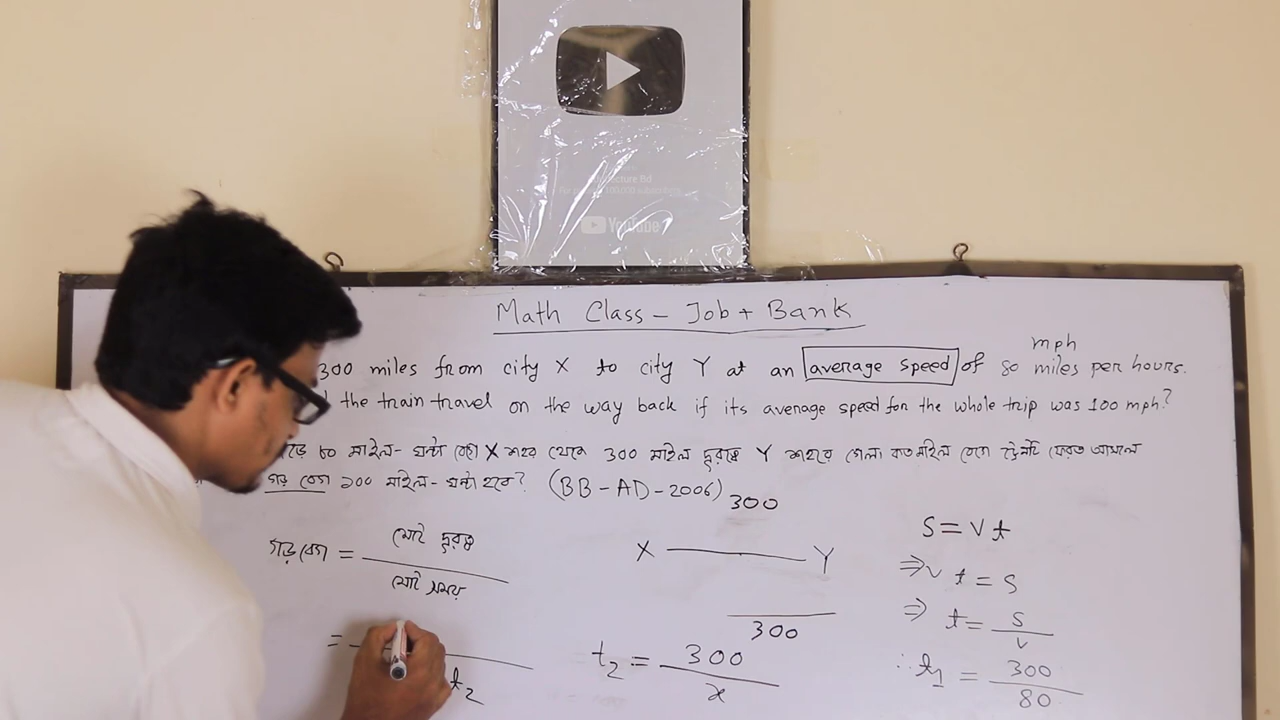 YouTube
Math Class - Job + Bank
mph
300 miles from city X to city Y at an average speed of 80 miles per hours.
the train travel on the way back if its average speed for the whole trip was 100 mph?
৮০ মাইল-ঘন্টা বেগে X শহর থেকে 300 মাইল দূরত্বে Y শহরে গেল। কত মাইল বেগে ট্রেনটি ফেরত আসলে
গড় বেগ ১০০ মাইল-ঘন্টা হবে? (BB-AD-2006)
300
গড় বেগ = মোট দূরত্ব
মোট সময়
X Y
300
S = Vt
⇒ V t = S
⇒ t = S/V
∴ t₁ = 300/80
t₂ = 300/x
=
t₂